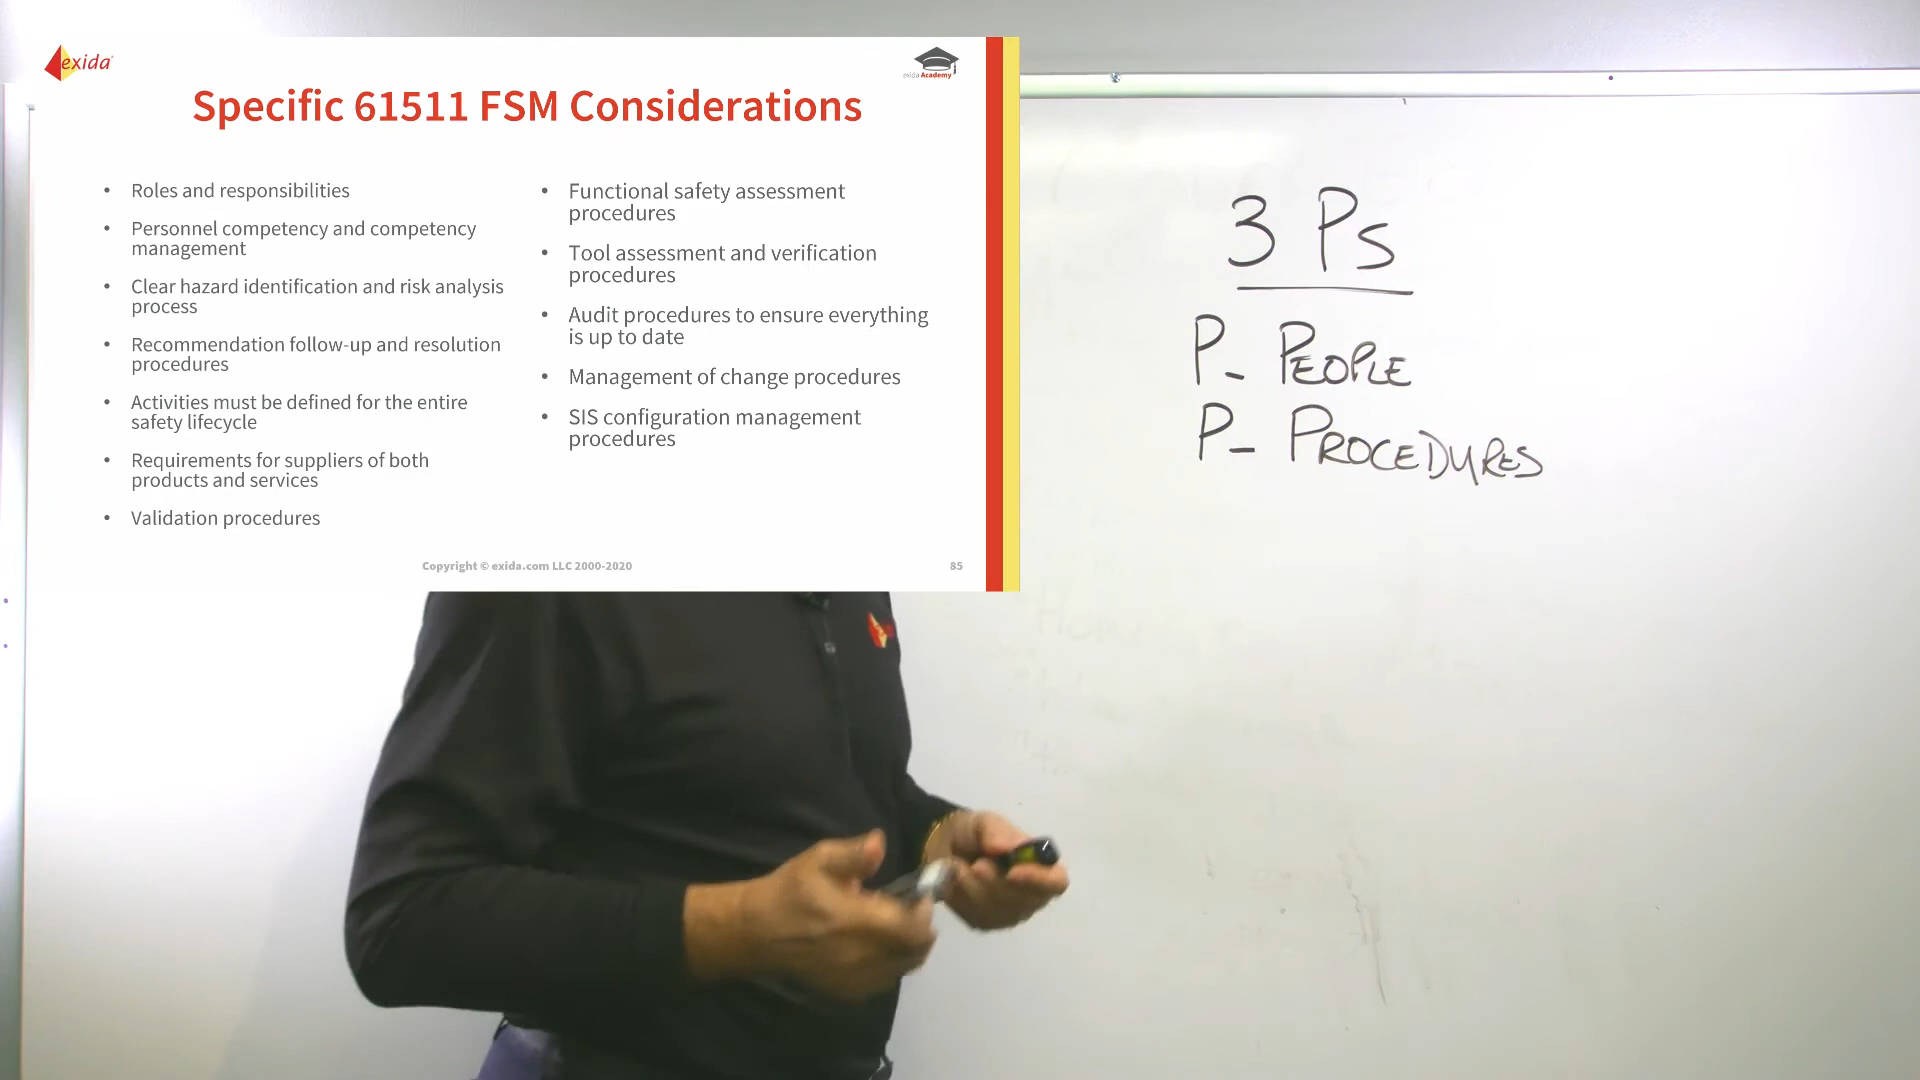 exida
exida Academy
Specific 61511 FSM Considerations
• Roles and responsibilities
• Personnel competency and competency
management
• Clear hazard identification and risk analysis
process
• Recommendation follow-up and resolution
procedures
• Activities must be defined for the entire
safety lifecycle
• Requirements for suppliers of both
products and services
• Validation procedures
• Functional safety assessment
procedures
• Tool assessment and verification
procedures
• Audit procedures to ensure everything
is up to date
• Management of change procedures
• SIS configuration management
procedures
Copyright © exida.com LLC 2000-2020
85
3 Ps
P- PEOPLE
P- PROCEDURES